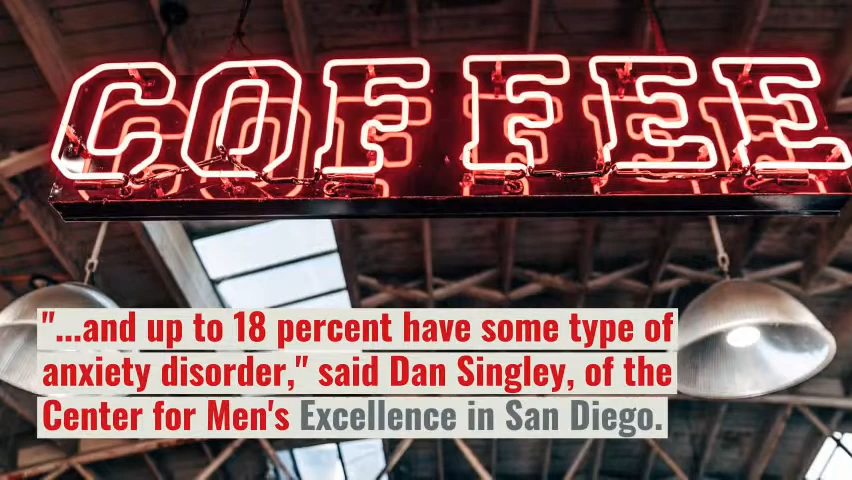 COFFEE
"...and up to 18 percent have some type of
anxiety disorder," said Dan Singley, of the
Center for Men's Excellence in San Diego.